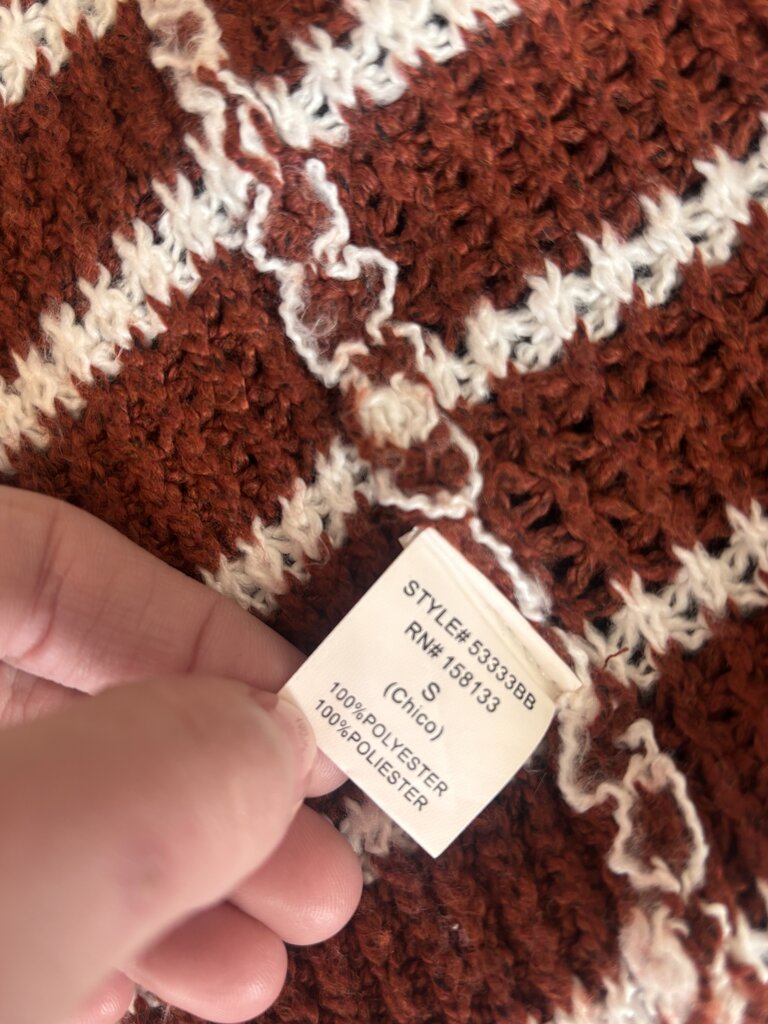 STYLE# 53333BB
RN# 158133
S
(Chico)
100%POLYESTER
100%POLIESTER